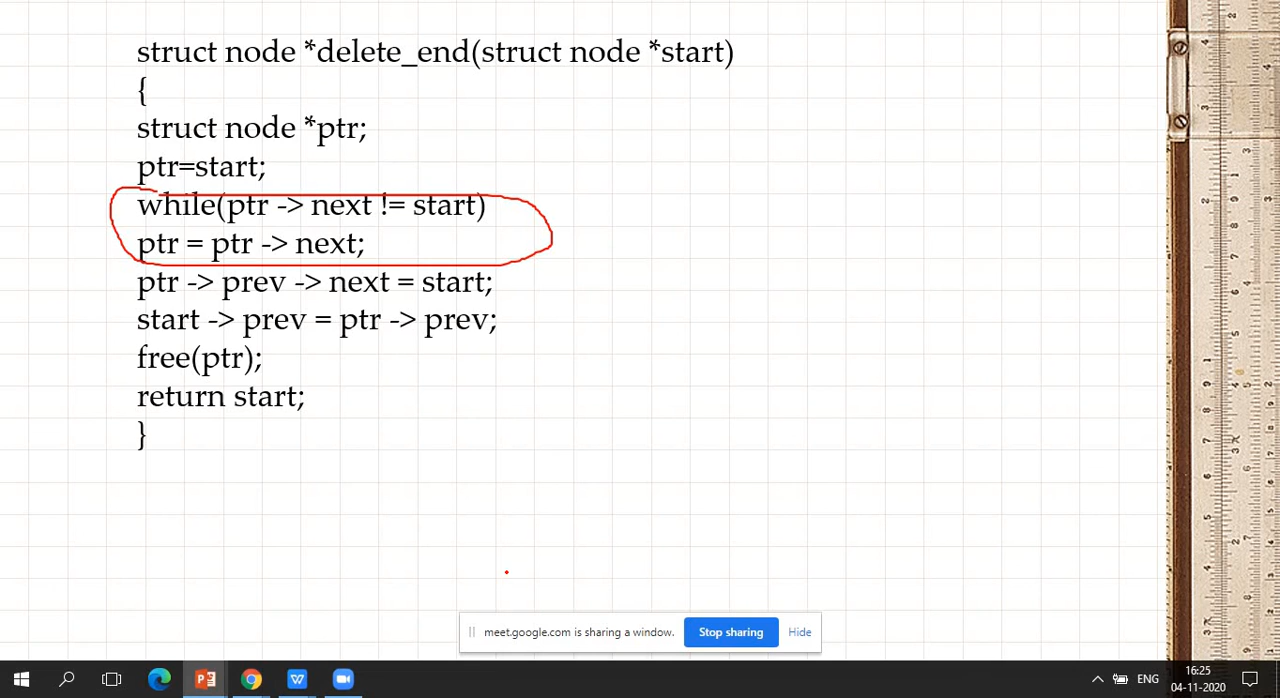 struct node *delete_end(struct node *start)
{
struct node *ptr;
ptr=start;
while(ptr -> next != start)
ptr = ptr -> next;
ptr -> prev -> next = start;
start -> prev = ptr -> prev;
free(ptr);
return start;
}
meet.google.com is sharing a window. Stop sharing Hide
ENG
16:25
04-11-2020